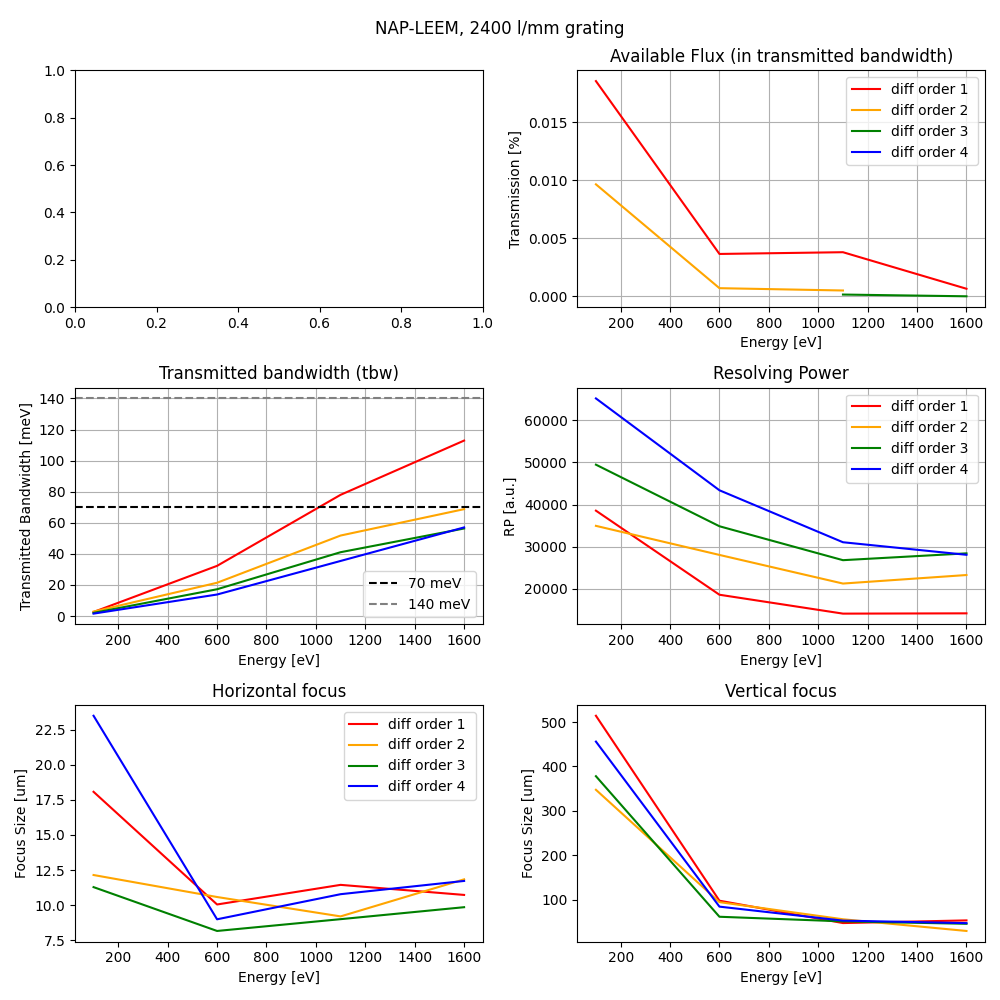 NAP-LEEM, 2400 l/mm grating
1.0
0.8
0.6
0.4
0.2
0.0
0.0 0.2 0.4 0.6 0.8 1.0
Available Flux (in transmitted bandwidth)
Transmission [%]
0.015
0.010
0.005
0.000
diff order 1
diff order 2
diff order 3
diff order 4
200 400 600 800 1000 1200 1400 1600
Energy [eV]
Transmitted bandwidth (tbw)
Transmitted Bandwidth [meV]
140
120
100
80
60
40
20
0
70 meV
140 meV
200 400 600 800 1000 1200 1400 1600
Energy [eV]
Resolving Power
RP [a.u.]
60000
50000
40000
30000
20000
diff order 1
diff order 2
diff order 3
diff order 4
200 400 600 800 1000 1200 1400 1600
Energy [eV]
Horizontal focus
Focus Size [um]
22.5
20.0
17.5
15.0
12.5
10.0
7.5
diff order 1
diff order 2
diff order 3
diff order 4
200 400 600 800 1000 1200 1400 1600
Energy [eV]
Vertical focus
Focus Size [um]
500
400
300
200
100
200 400 600 800 1000 1200 1400 1600
Energy [eV]